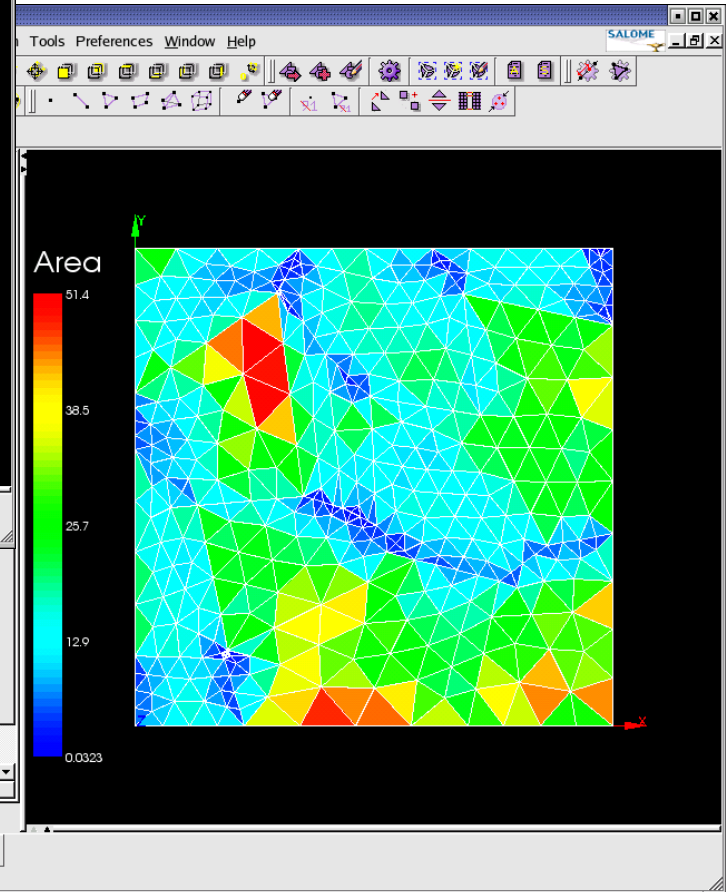 Tools Preferences Window Help
SALOME
Y
Area
51.4
38.5
25.7
12.9
0.0323
Z
X